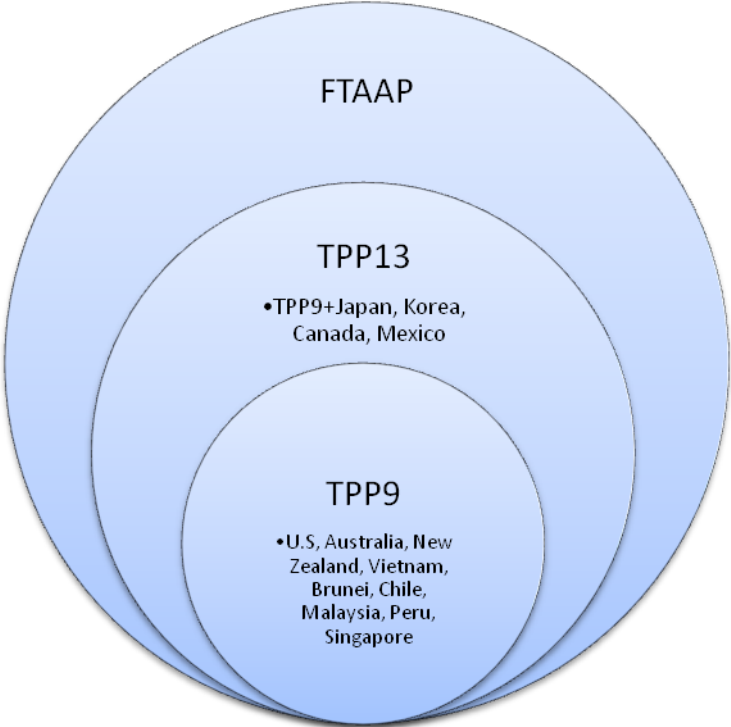 FTAAP
TPP13
•TPP9+Japan, Korea,
Canada, Mexico
TPP9
•U.S, Australia, New
Zealand, Vietnam,
Brunei, Chile,
Malaysia, Peru,
Singapore